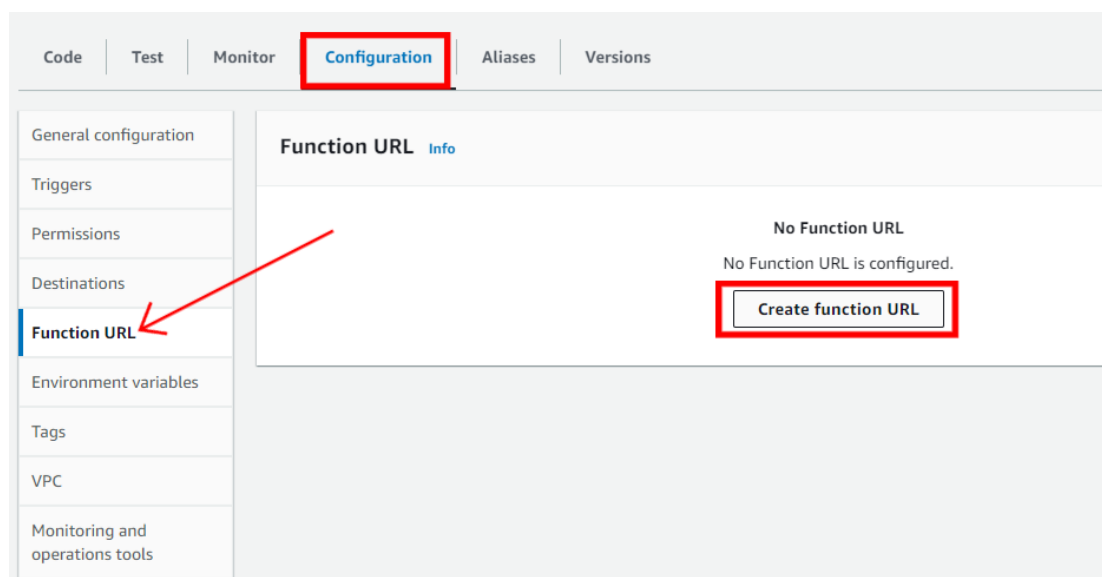 Code Test Monitor Configuration Aliases Versions
General configuration
Triggers
Permissions
Destinations
Function URL
Environment variables
Tags
VPC
Monitoring and
operations tools
Function URL Info
No Function URL
No Function URL is configured.
Create function URL